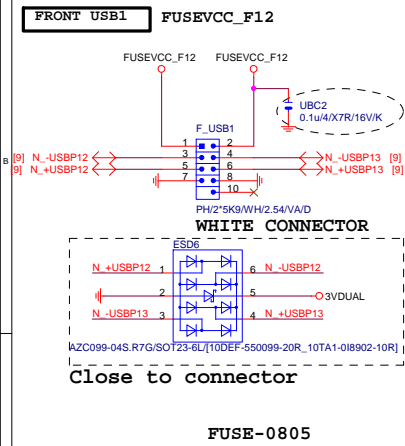 FRONT USB1 FUSEVCC_F12
FUSEVCC_F12 FUSEVCC_F12
UBC2
0.1u/4/X7R/16V/K
F_USB1
1 2
B [9] N_-USBP12 3 4 N_-USBP13 [9]
[9] N_+USBP12 5 6 N_+USBP13 [9]
7 8
10
PH/2*5K9/WH/2.54/VA/D
WHITE CONNECTOR
ESD6
N_+USBP12 1 6 N_-USBP12
2 5 3VDUAL
N_-USBP13 3 4 N_+USBP13
AZC099-04S.R7G/SOT23-6L/[10DEF-550099-20R_10TA1-0I8902-10R]
Close to connector
FUSE-0805